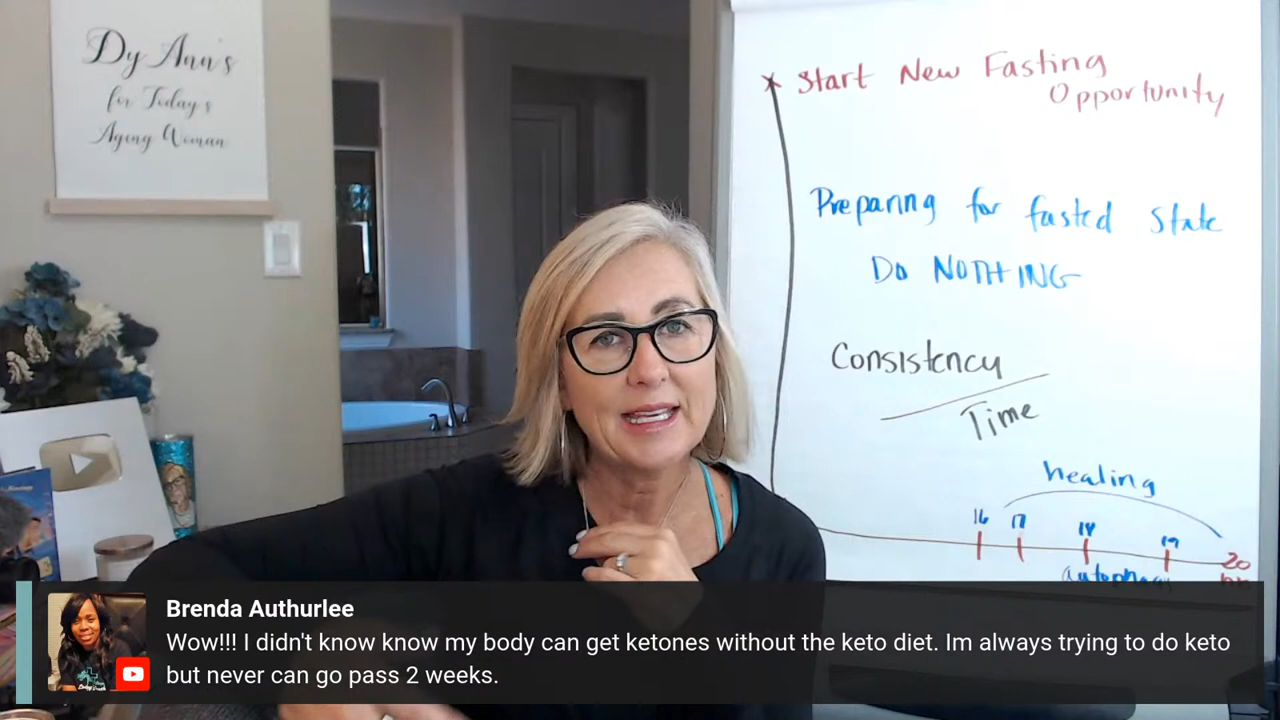 Dy Ann's
for Today's
Ageng Woman
Start New Fasting
Opportunity
Preparing for fasted State
DO NOTHING
Consistency
Time
healing
16 17 18 19 20
autophagy
Brenda Authurlee
Wow!!! I didn't know know my body can get ketones without the keto diet. Im always trying to do keto
but never can go pass 2 weeks.